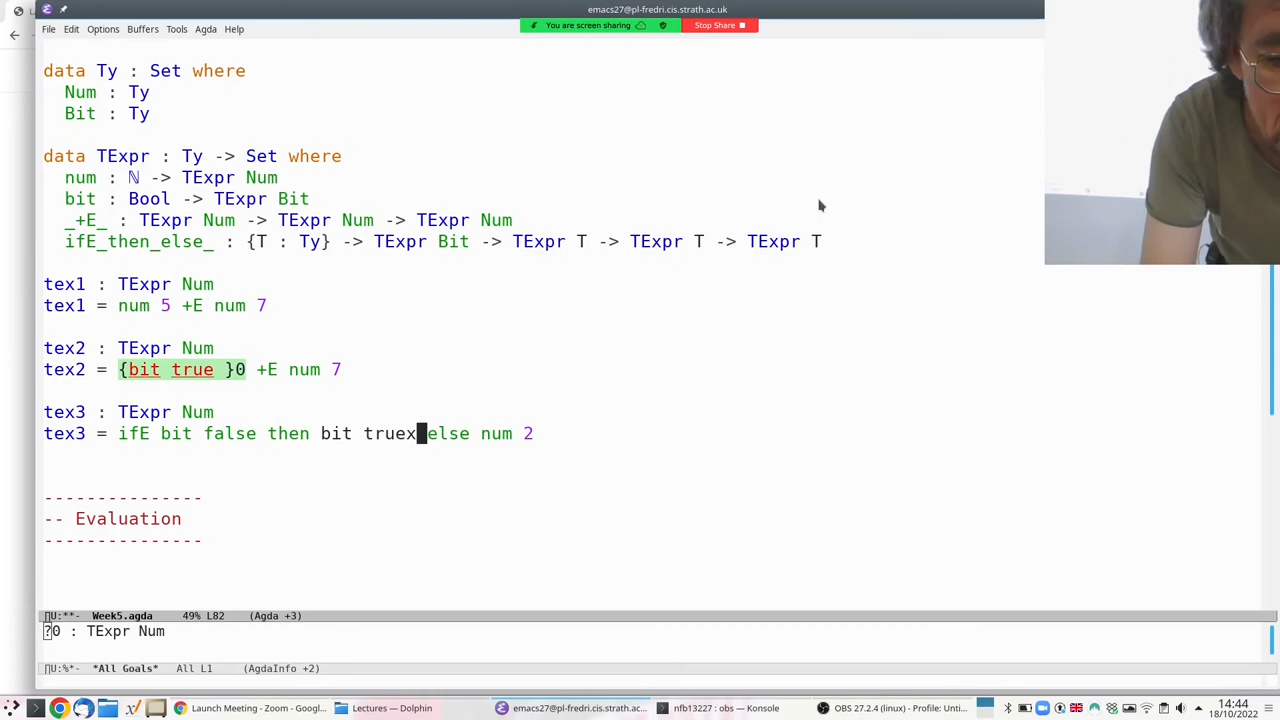 emacs27@pl-fredri.cis.strath.ac.uk
File Edit Options Buffers Tools Agda Help
You are screen sharing Stop Share
data Ty : Set where
Num : Ty
Bit : Ty
data TExpr : Ty -> Set where
num : ℕ -> TExpr Num
bit : Bool -> TExpr Bit
_+E_ : TExpr Num -> TExpr Num -> TExpr Num
ifE_then_else_ : {T : Ty} -> TExpr Bit -> TExpr T -> TExpr T -> TExpr T
tex1 : TExpr Num
tex1 = num 5 +E num 7
tex2 : TExpr Num
tex2 = {bit true }0 +E num 7
tex3 : TExpr Num
tex3 = ifE bit false then bit truex else num 2
---------------
-- Evaluation
---------------
U:**- Week5.agda 49% L82 (Agda +3)
?0 : TExpr Num
U:%*- *All Goals* All L1 (AgdaInfo +2)
Launch Meeting - Zoom - Googl... Lectures — Dolphin emacs27@pl-fredri.cis.strath.ac.u... nfb13227 : obs — Konsole OBS 27.2.4 (linux) - Profile: Unti... 14:44
18/10/2022